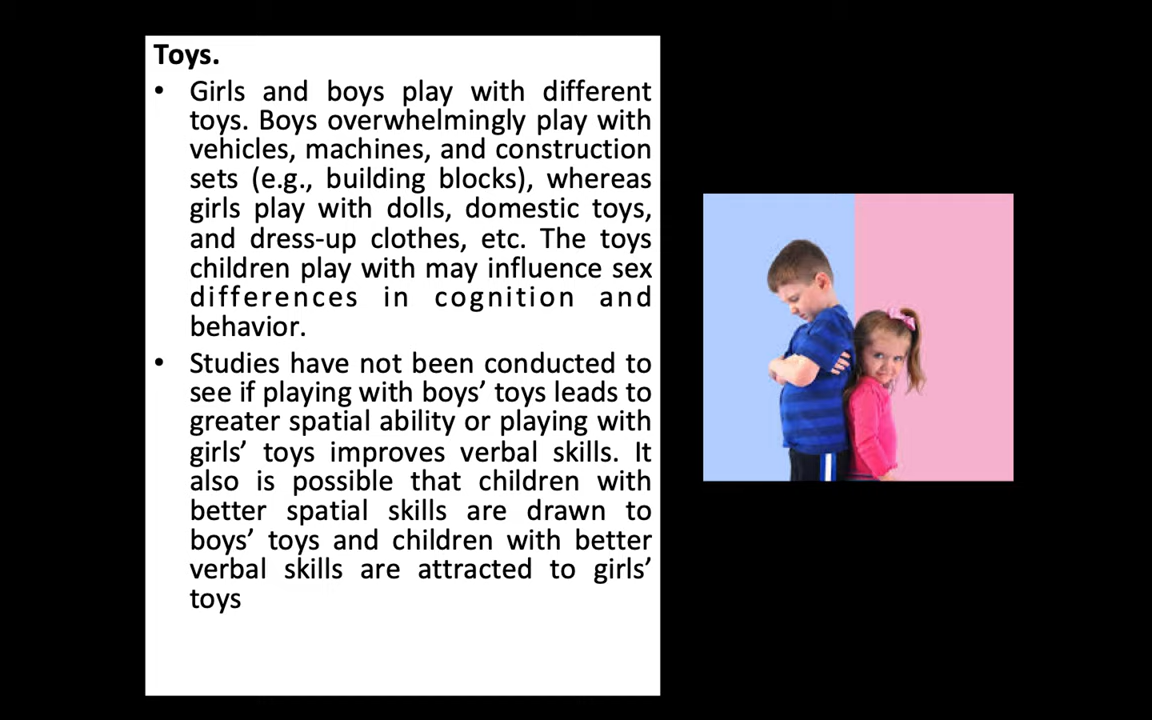 Toys.
• Girls and boys play with different
toys. Boys overwhelmingly play with
vehicles, machines, and construction
sets (e.g., building blocks), whereas
girls play with dolls, domestic toys,
and dress-up clothes, etc. The toys
children play with may influence sex
differences in cognition and
behavior.
• Studies have not been conducted to
see if playing with boys’ toys leads to
greater spatial ability or playing with
girls’ toys improves verbal skills. It
also is possible that children with
better spatial skills are drawn to
boys’ toys and children with better
verbal skills are attracted to girls’
toys